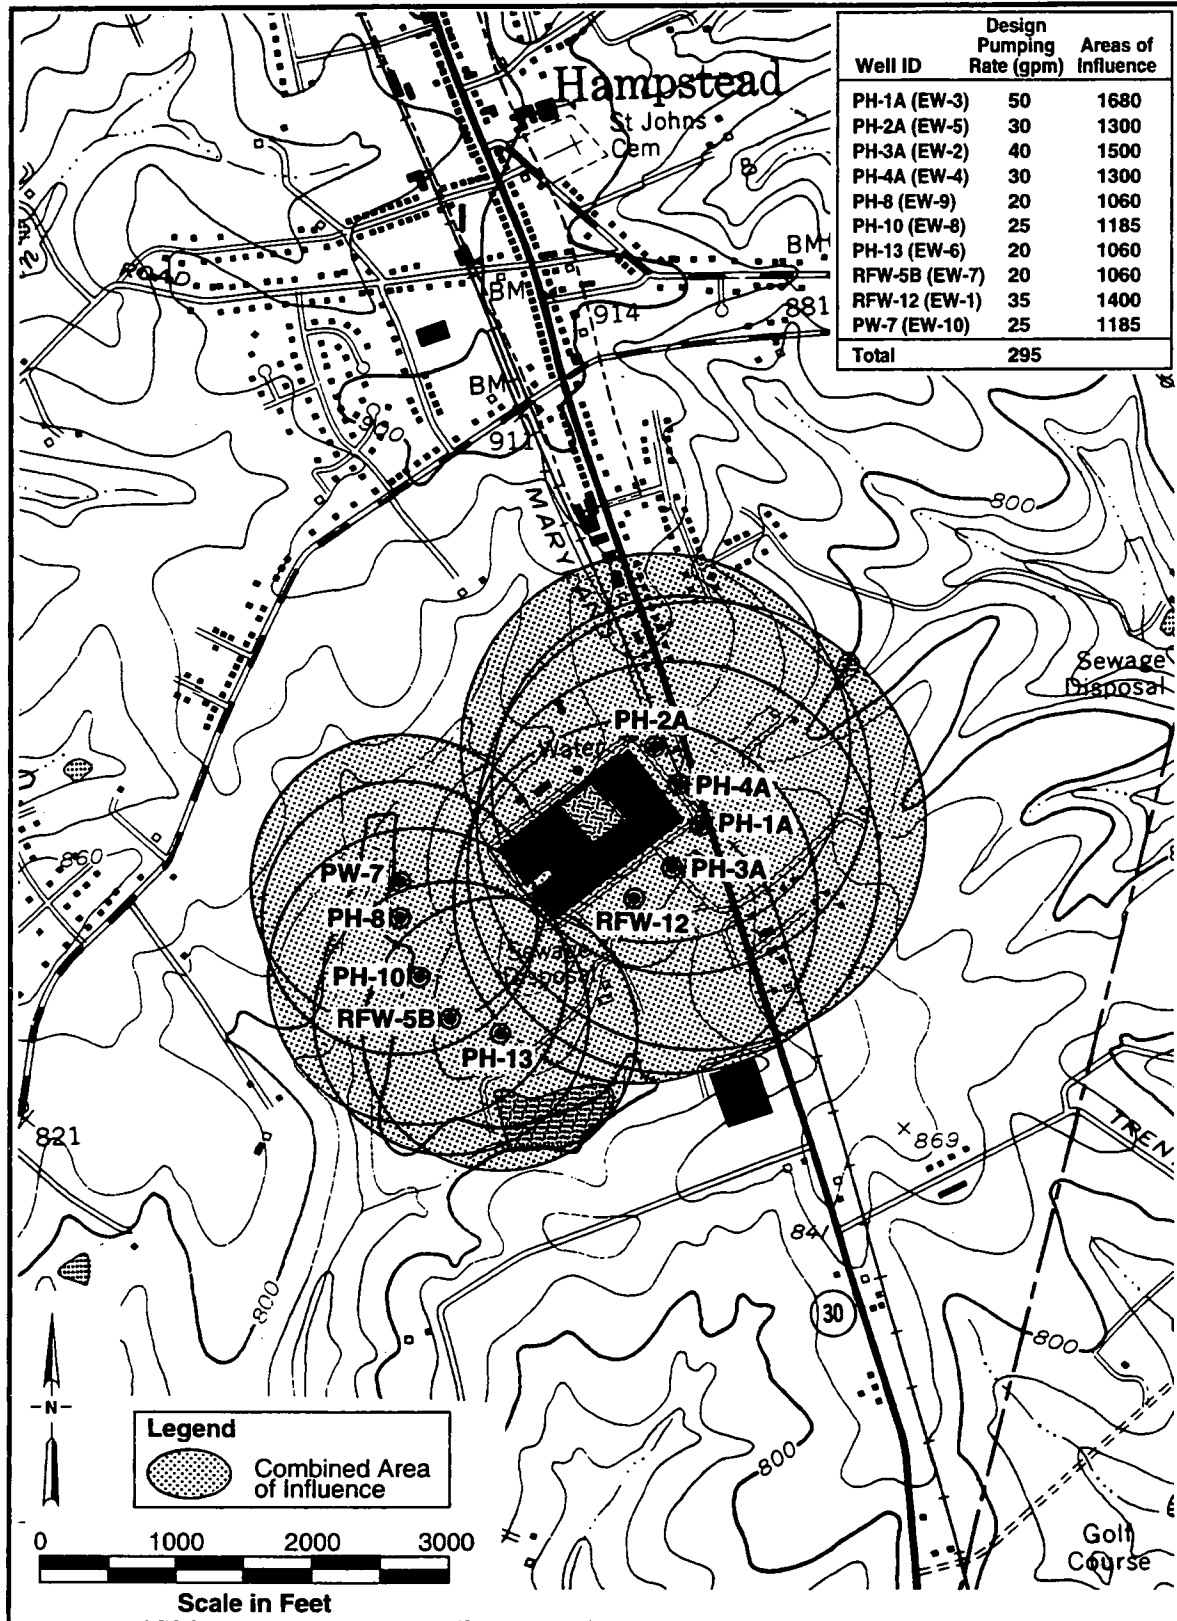 Design
Pumping Areas of
Well ID Rate (gpm) Influence
PH-1A (EW-3) 50 1680
PH-2A (EW-5) 30 1300
PH-3A (EW-2) 40 1500
PH-4A (EW-4) 30 1300
PH-8 (EW-9) 20 1060
PH-10 (EW-8) 25 1185
PH-13 (EW-6) 20 1060
RFW-5B (EW-7) 20 1060
RFW-12 (EW-1) 35 1400
PW-7 (EW-10) 25 1185
Total 295
Hampstead
St Johns
Cem
ROAD
BM
BM
881
914
BM
900
911
MARYLAND
800
Sewage
Disposal
PH-2A
Water
PH-4A
PH-1A
PH-3A
860
PW-7
PH-8
RFW-12
Sewage
Disposal
PH-10
RFW-5B
PH-13
821
869
TREN
841
800
30
800
800
-N-
Legend
Combined Area
of Influence
Golf
Course
0 1000 2000 3000
Scale in Feet